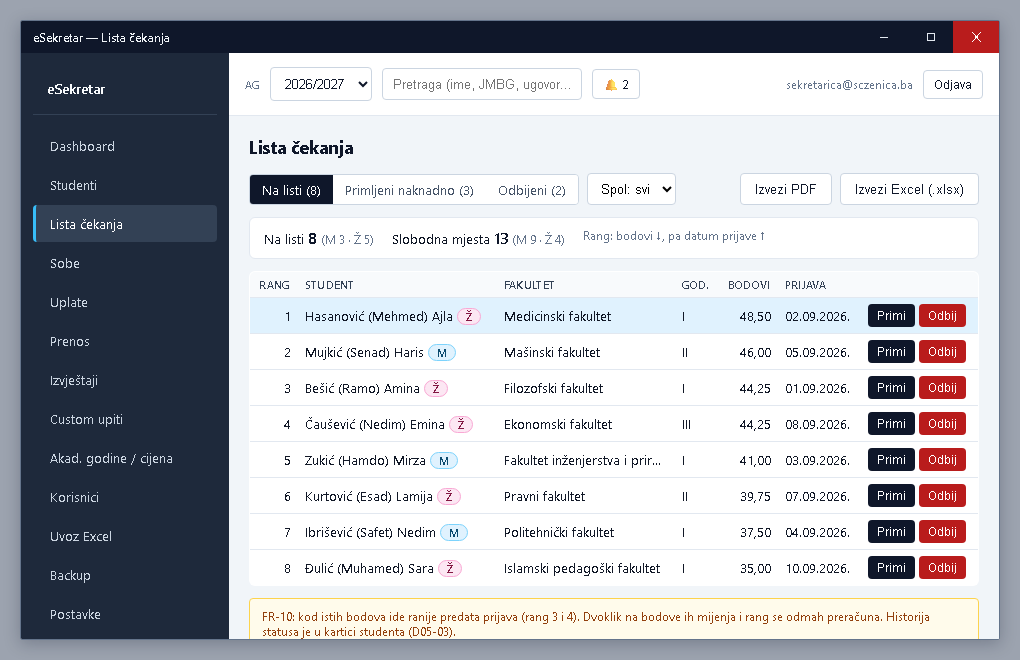 eSekretar — Lista čekanja
eSekretar
AG 2026/2027 Pretraga (ime, JMBG, ugovor... 2 sekretarica@sczenica.ba Odjava
Dashboard
Studenti
Lista čekanja
Sobe
Uplate
Prenos
Izvještaji
Custom upiti
Akad. godine / cijena
Korisnici
Uvoz Excel
Backup
Postavke
Lista čekanja
Na listi (8) Primljeni naknadno (3) Odbijeni (2) Spol: svi Izvezi PDF Izvezi Excel (.xlsx)
Na listi 8 (M 3 · Ž 5) Slobodna mjesta 13 (M 9 · Ž 4) Rang: bodovi ↓, pa datum prijave ↑
RANG STUDENT FAKULTET GOD. BODOVI PRIJAVA
1 Hasanović (Mehmed) Ajla Ž Medicinski fakultet I 48,50 02.09.2026. Primi Odbij
2 Mujkić (Senad) Haris M Mašinski fakultet II 46,00 05.09.2026. Primi Odbij
3 Bešić (Ramo) Amina Ž Filozofski fakultet I 44,25 01.09.2026. Primi Odbij
4 Čaušević (Nedim) Emina Ž Ekonomski fakultet III 44,25 08.09.2026. Primi Odbij
5 Zukić (Hamdo) Mirza M Fakultet inženjerstva i prir... I 41,00 03.09.2026. Primi Odbij
6 Kurtović (Esad) Lamija Ž Pravni fakultet II 39,75 07.09.2026. Primi Odbij
7 Ibrišević (Safet) Nedim M Politehnički fakultet I 37,50 04.09.2026. Primi Odbij
8 Đulić (Muhamed) Sara Ž Islamski pedagoški fakultet I 35,00 10.09.2026. Primi Odbij
FR-10: kod istih bodova ide ranije predata prijava (rang 3 i 4). Dvoklik na bodove ih mijenja i rang se odmah preračuna. Historija
statusa je u kartici studenta (D05-03).